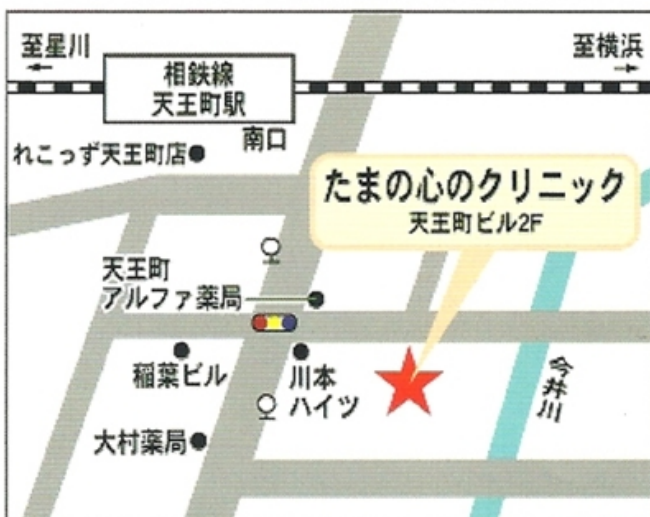 至星川
至横浜
相鉄線
天王町駅
南口
れこっず天王町店
たまの心のクリニック
天王町ビル2F
天王町
アルファ薬局
稲葉ビル
川本
ハイツ
今井川
大村薬局